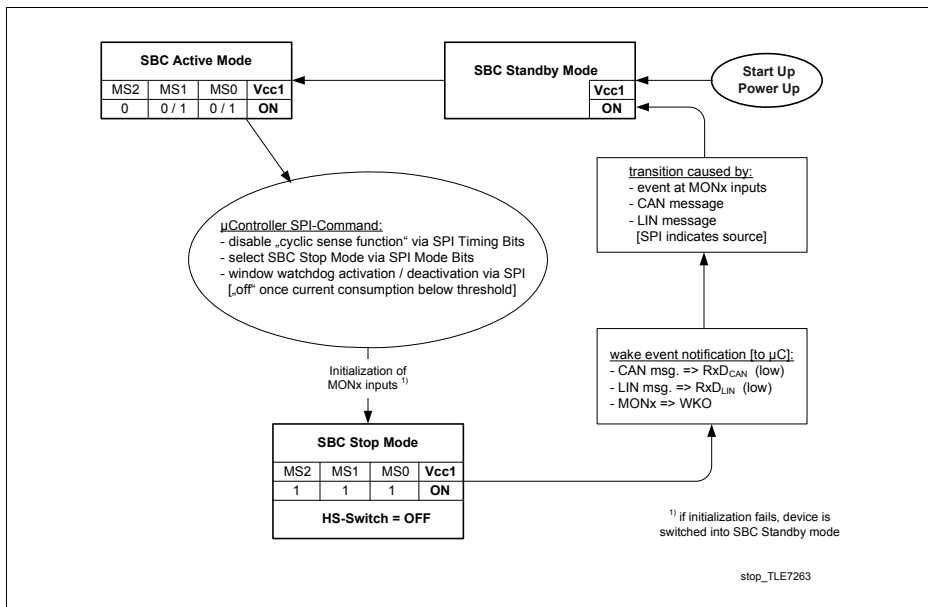 SBC Active Mode
MS2 MS1 MS0 Vcc1
0 0 / 1 0 / 1 ON
SBC Standby Mode
Vcc1
ON
Start Up
Power Up
transition caused by:
- event at MONx inputs
- CAN message
- LIN message
[SPI indicates source]
µController SPI-Command:
- disable „cyclic sense function“ via SPI Timing Bits
- select SBC Stop Mode via SPI Mode Bits
- window watchdog activation / deactivation via SPI
[„off“ once current consumption below threshold]
Initialization of
MONx inputs 1)
wake event notification [to µC]:
- CAN msg. => RxDCAN (low)
- LIN msg. => RxDLIN (low)
- MONx => WKO
SBC Stop Mode
MS2 MS1 MS0 Vcc1
1 1 1 ON
HS-Switch = OFF
1) if initialization fails, device is
switched into SBC Standby mode
stop_TLE7263